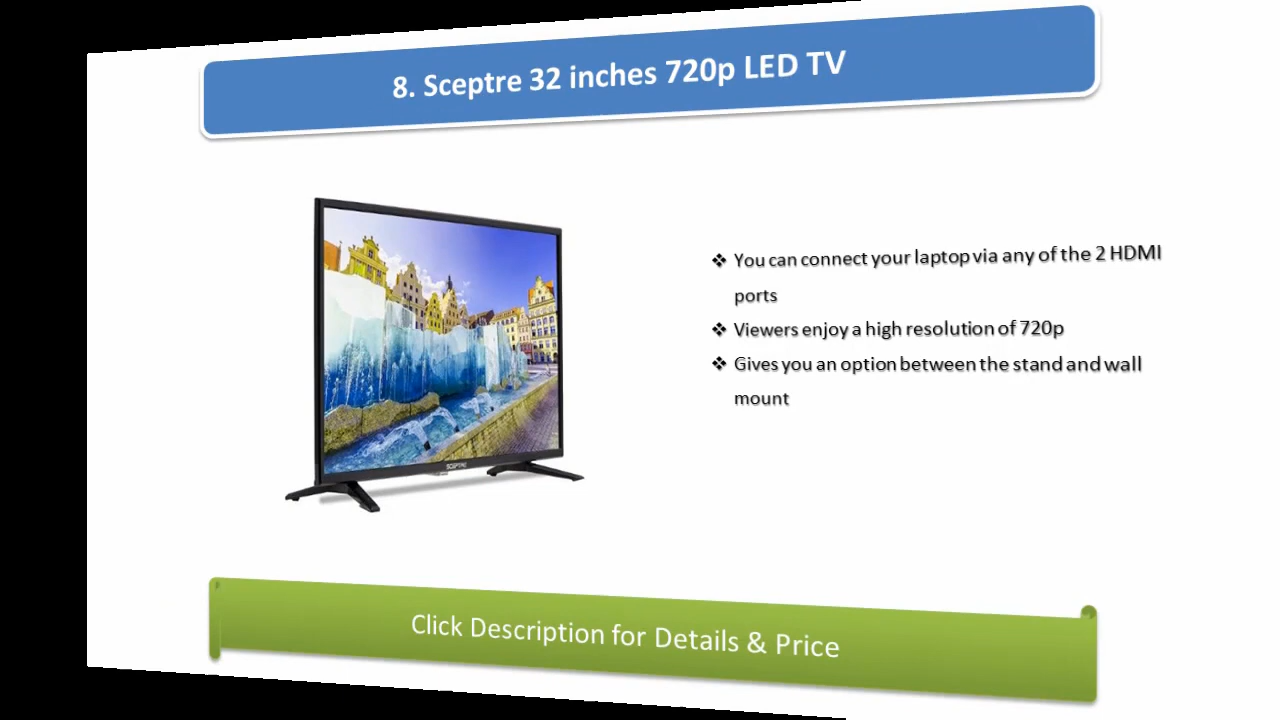 8. Sceptre 32 inches 720p LED TV
❖ You can connect your laptop via any of the 2 HDMI
ports
❖ Viewers enjoy a high resolution of 720p
❖ Gives you an option between the stand and wall
mount
SCEPTRE
Click Description for Details & Price